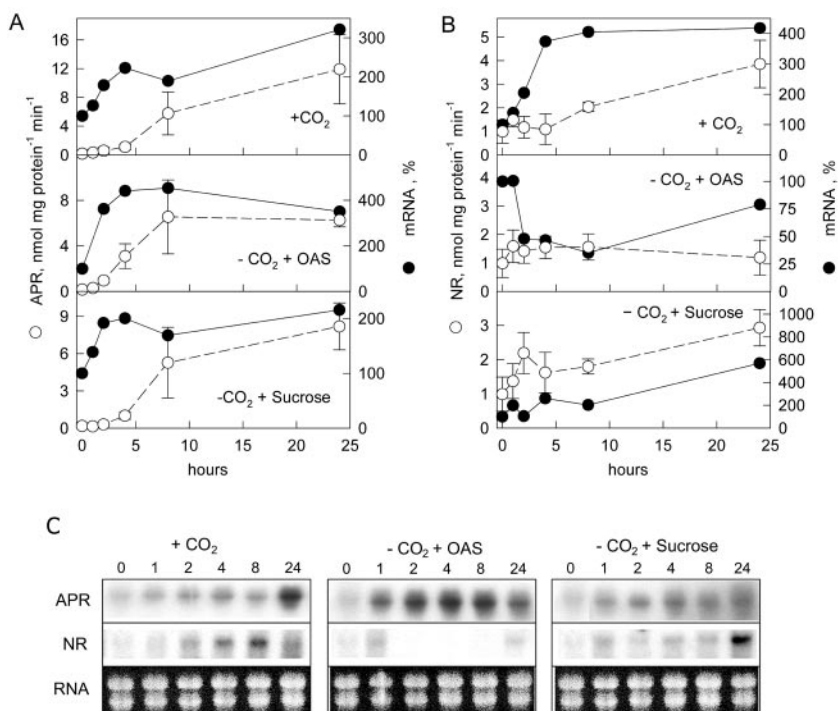 A
B
16
12
8
4
0
300
200
100
0
+CO₂
8
4
0
400
200
0
- CO₂ + OAS
9
6
3
0
200
100
0
-CO₂ + Sucrose
0 5 10 15 20 25
hours
○ APR, nmol mg protein⁻¹ min⁻¹
● mRNA, %
5
4
3
2
1
0
400
300
200
100
0
+ CO₂
4
3
2
1
0
100
75
50
25
0
- CO₂ + OAS
3
2
1
0
1000
800
600
400
200
0
− CO₂ + Sucrose
0 5 10 15 20 25
hours
○ NR, nmol mg protein⁻¹ min⁻¹
● mRNA, %
C
+ CO₂ - CO₂ + OAS - CO₂ + Sucrose
0 1 2 4 8 24 0 1 2 4 8 24 0 1 2 4 8 24
APR
NR
RNA